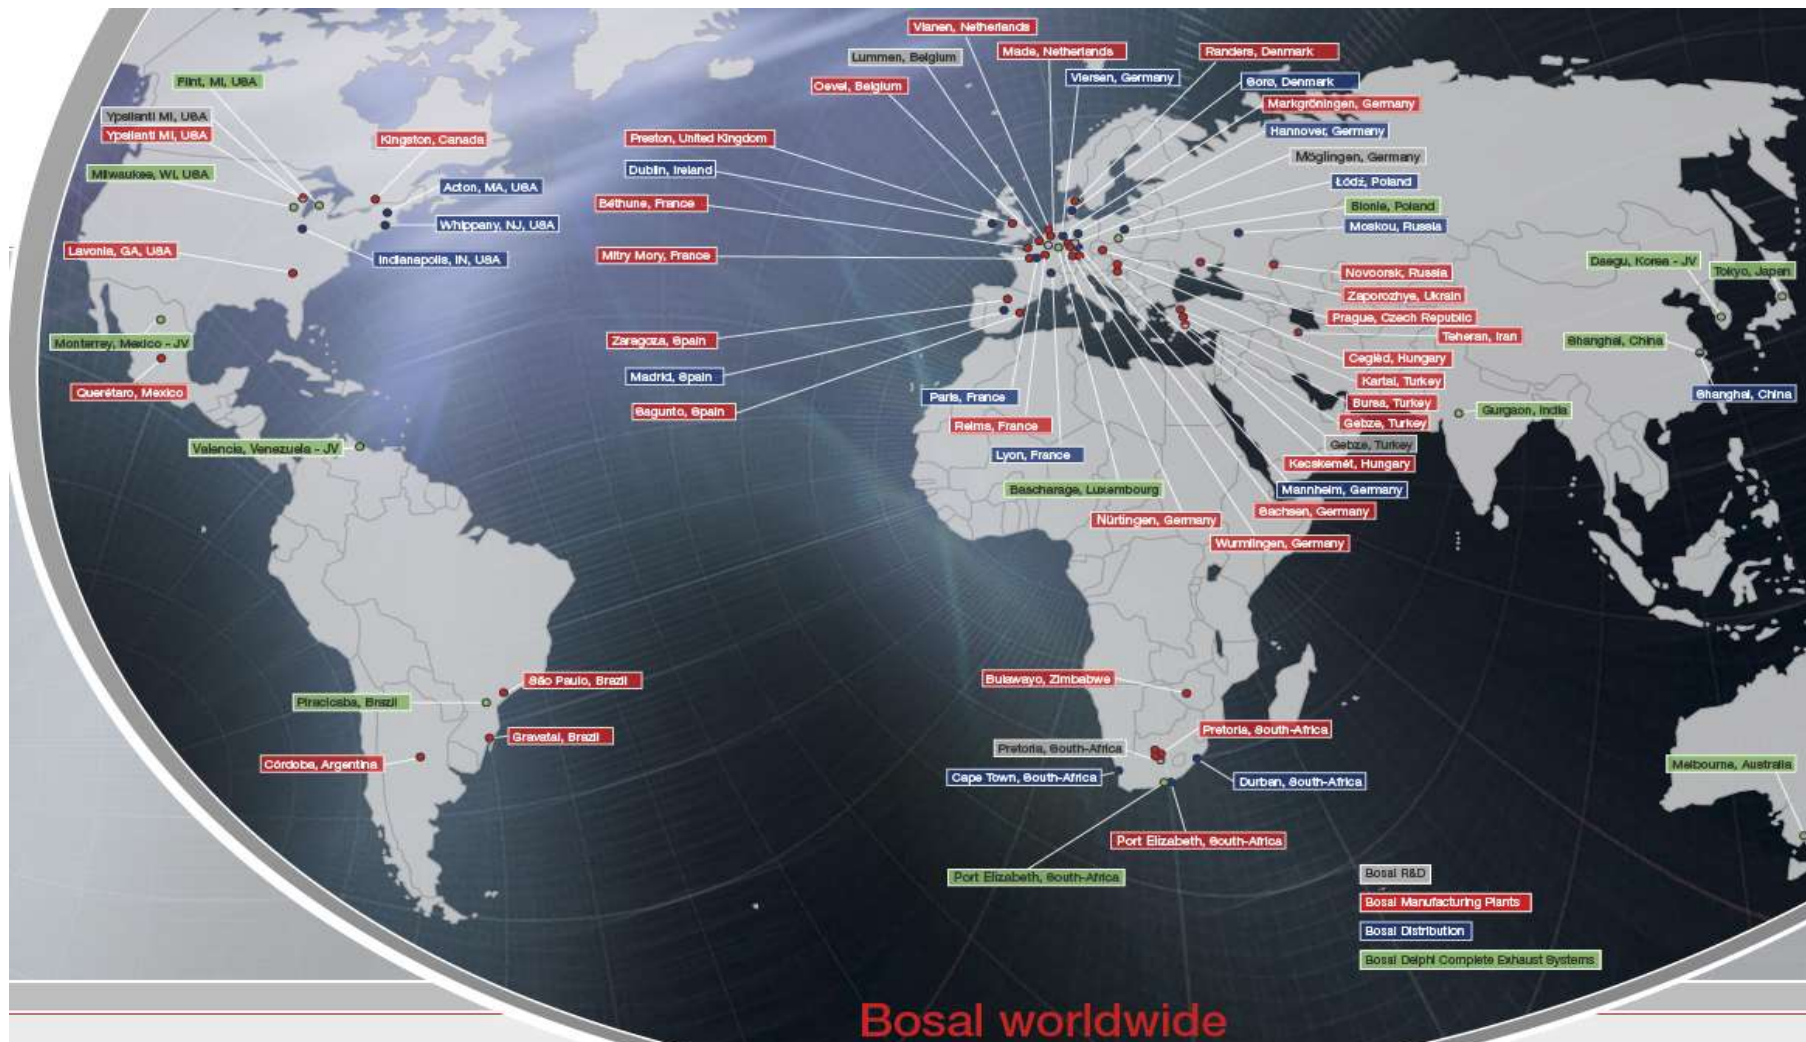 Vianen, Netherlands
Lummen, Belgium
Made, Netherlands
Randers, Denmark
Oevel, Belgium
Viersen, Germany
Sorø, Denmark
Flint, MI, USA
Markgröningen, Germany
Ypsilanti MI, USA
Ypsilanti MI, USA
Kingston, Canada
Preston, United Kingdom
Hannover, Germany
Möglingen, Germany
Milwaukee, WI, USA
Acton, MA, USA
Dublin, Ireland
Łódź, Poland
Béthune, France
Blonie, Poland
Whippany, NJ, USA
Moskou, Russia
Lavonia, GA, USA
Indianapolis, IN, USA
Mitry Mory, France
Novoorsk, Russia
Daegu, Korea - JV
Tokyo, Japan
Zaporozhye, Ukrain
Prague, Czech Republic
Monterrey, Mexico - JV
Zaragoza, Spain
Teheran, Iran
Shanghai, China
Cegléd, Hungary
Querétaro, Mexico
Madrid, Spain
Kartal, Turkey
Shanghai, China
Paris, France
Bursa, Turkey
Sagunto, Spain
Gurgaon, India
Reims, France
Gebze, Turkey
Valencia, Venezuela - JV
Gebze, Turkey
Lyon, France
Kecskemét, Hungary
Bascharage, Luxembourg
Mannheim, Germany
Nürtingen, Germany
Sachsen, Germany
Wurmlingen, Germany
São Paulo, Brazil
Bulawayo, Zimbabwe
Piracicaba, Brazil
Gravatai, Brazil
Pretoria, South-Africa
Pretoria, South-Africa
Córdoba, Argentina
Melbourne, Australia
Cape Town, South-Africa
Durban, South-Africa
Port Elizabeth, South-Africa
Port Elizabeth, South-Africa
Bosal R&D
Bosal Manufacturing Plants
Bosal Distribution
Bosal Delphi Complete Exhaust Systems
Bosal worldwide